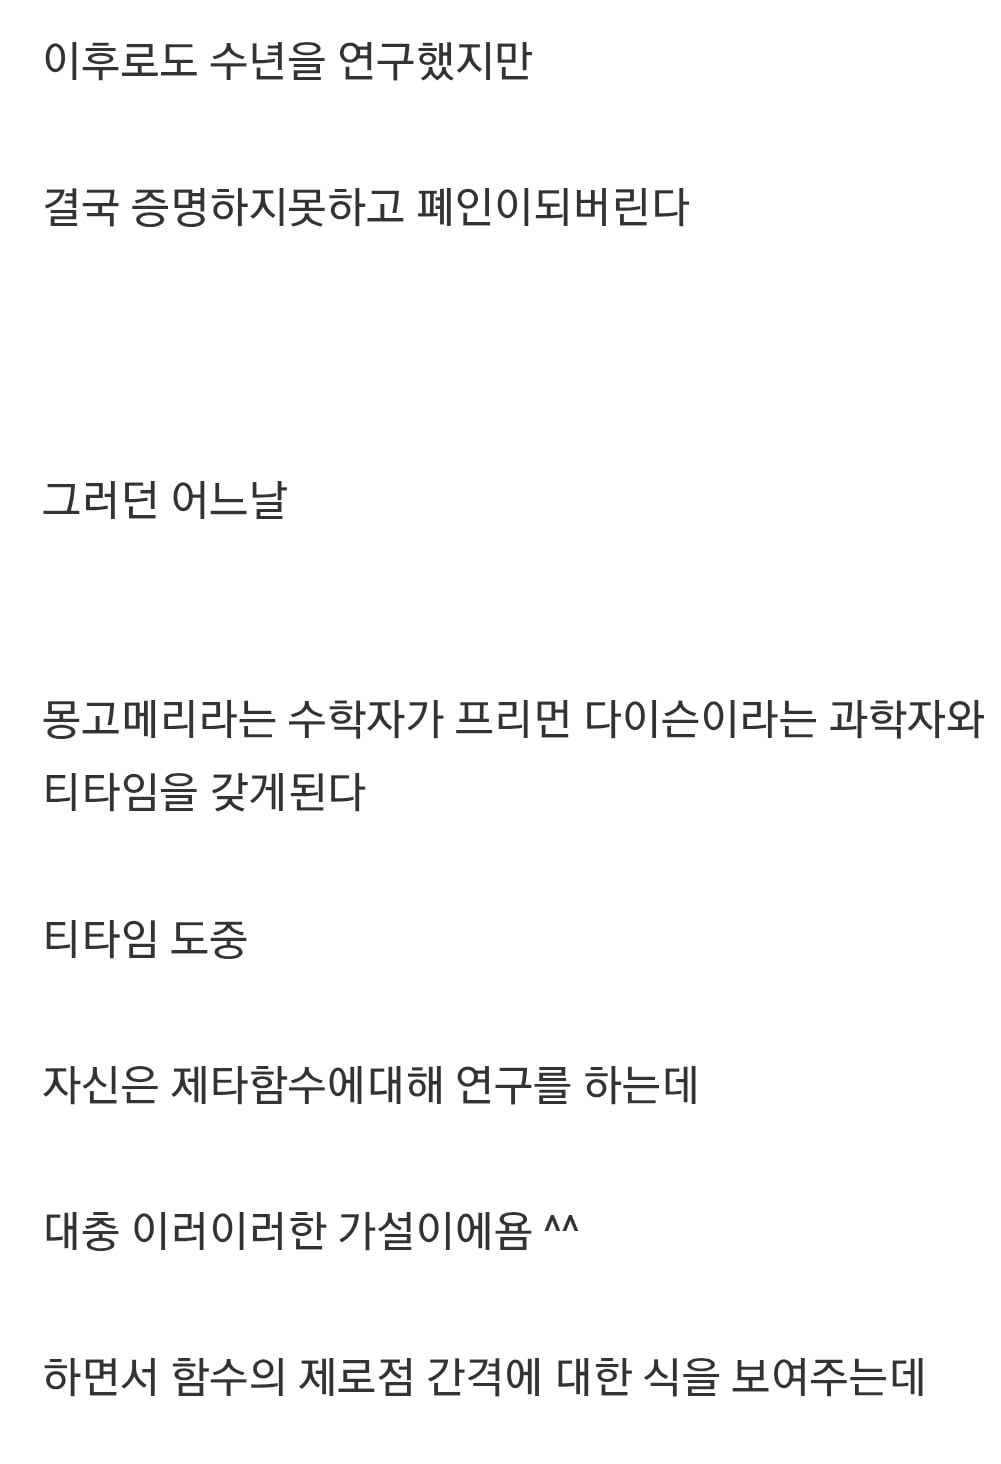 이후로도 수년을 연구했지만
결국 증명하지못하고 폐인이되버린다
그러던 어느날
몽고메리라는 수학자가 프리먼 다이슨이라는 과학자와
티타임을 갖게된다
티타임 도중
자신은 제타함수에대해 연구를 하는데
대충 이러이러한 가설이에욤 ^^
하면서 함수의 제로점 간격에 대한 식을 보여주는데